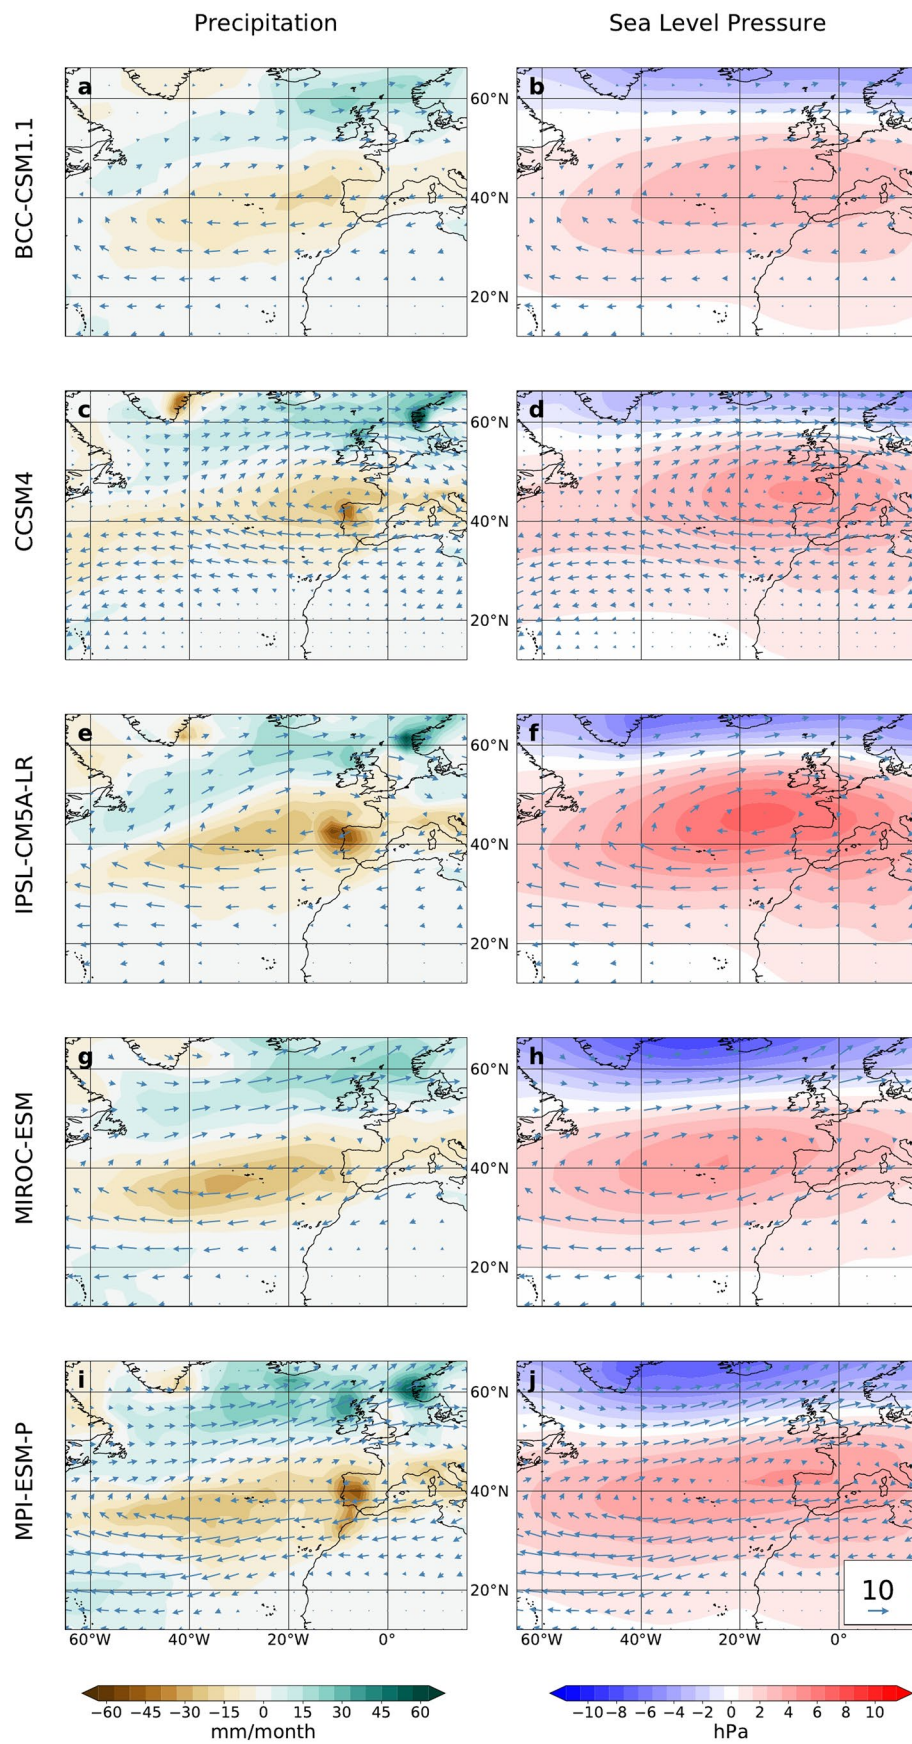 Precipitation Sea Level Pressure
BCC-CSM1.1
a b
60°N
40°N
20°N
CCSM4
c d
60°N
40°N
20°N
IPSL-CM5A-LR
e f
60°N
40°N
20°N
MIROC-ESM
g h
60°N
40°N
20°N
MPI-ESM-P
i j
60°N
40°N
20°N
10
60°W 40°W 20°W 0° 60°W 40°W 20°W 0°
−60 −45 −30 −15 0 15 30 45 60 −10 −8 −6 −4 −2 0 2 4 6 8 10
mm/month hPa